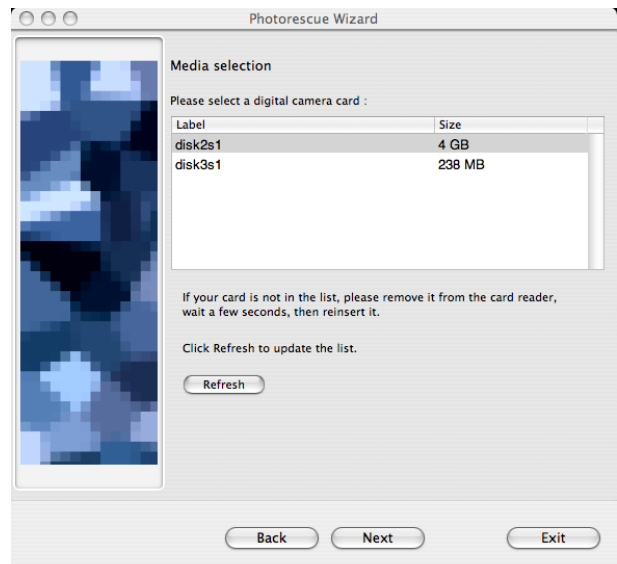 Photorescue Wizard
Media selection
Please select a digital camera card :
Label Size
disk2s1 4 GB
disk3s1 238 MB
If your card is not in the list, please remove it from the card reader,
wait a few seconds, then reinsert it.
Click Refresh to update the list.
Refresh
Back Next Exit